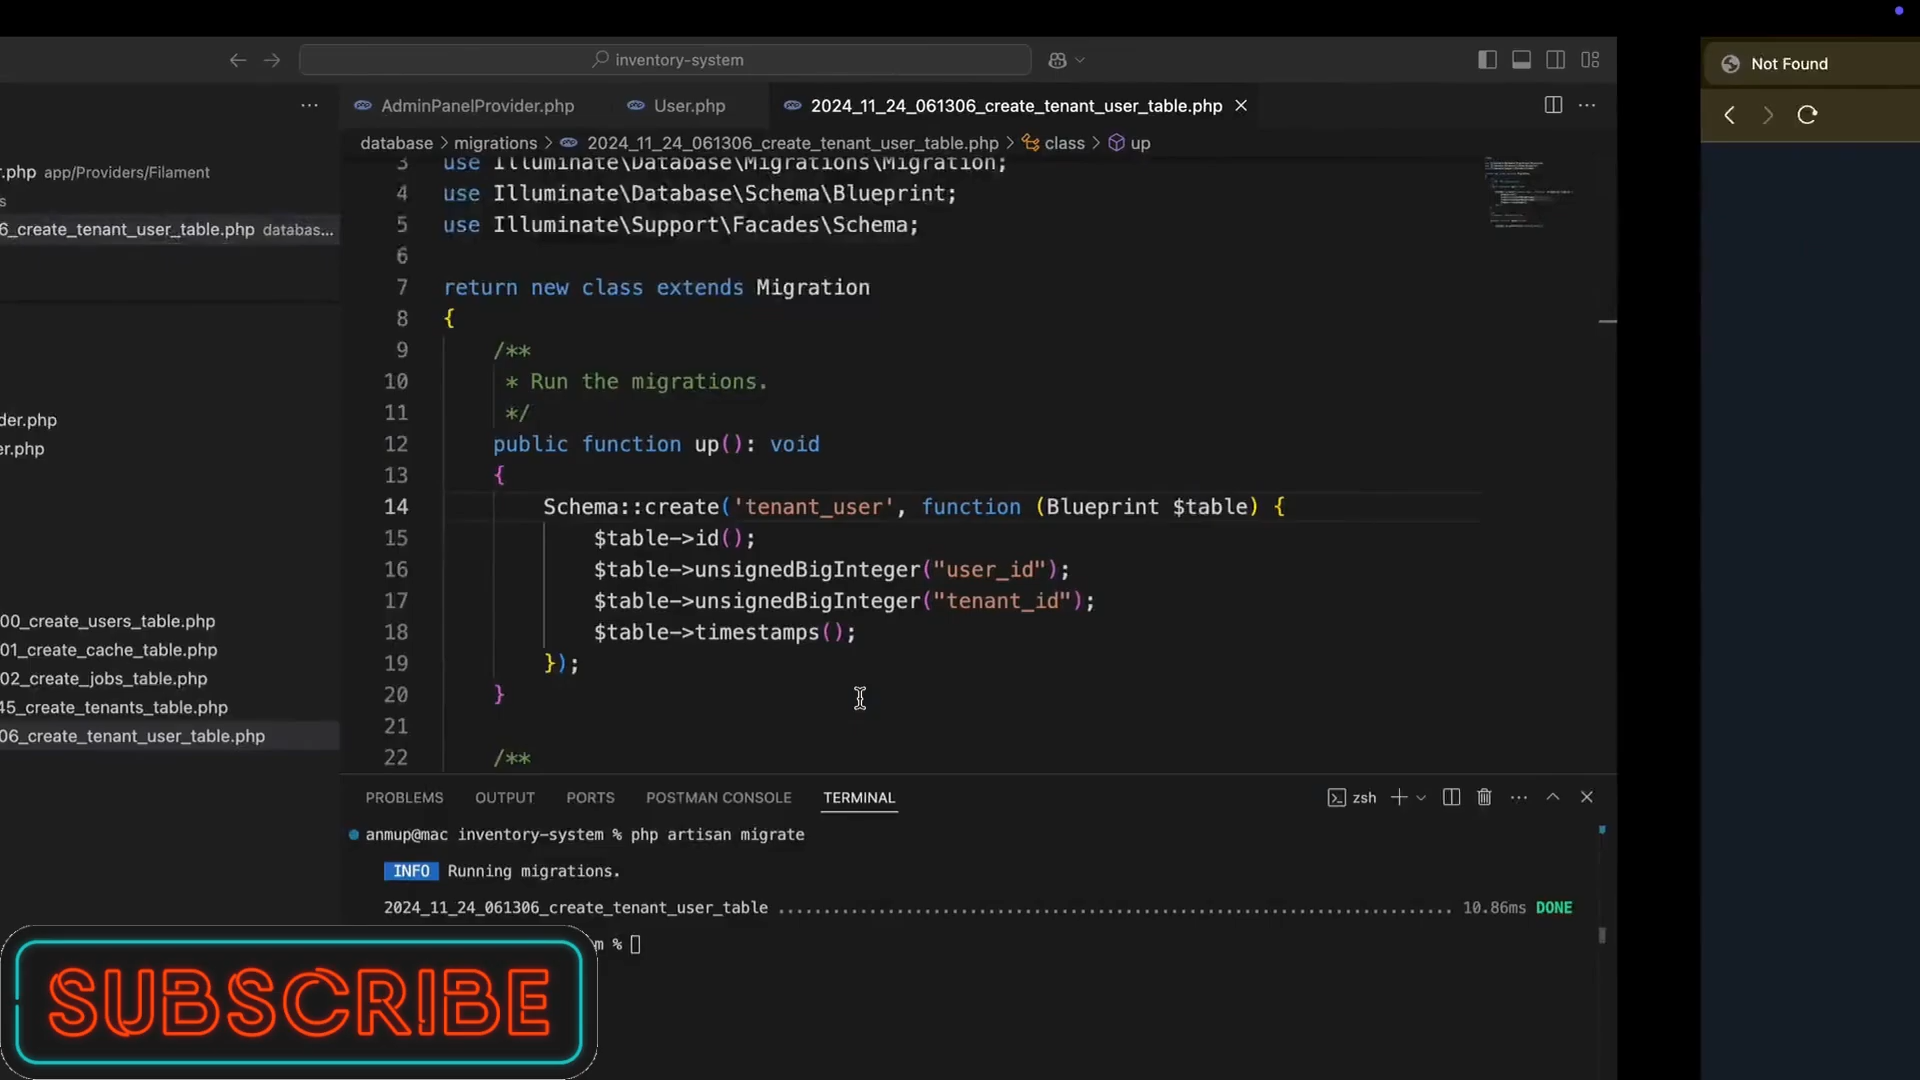 inventory-system
Not Found
AdminPanelProvider.php
User.php
2024_11_24_061306_create_tenant_user_table.php
database > migrations > 2024_11_24_061306_create_tenant_user_table.php > class > up
r.php app/Providers/Filament
s
6_create_tenant_user_table.php databas...
der.php
er.php
00_create_users_table.php
01_create_cache_table.php
02_create_jobs_table.php
45_create_tenants_table.php
06_create_tenant_user_table.php
3 use Illuminate\Database\Migrations\Migration;
4 use Illuminate\Database\Schema\Blueprint;
5 use Illuminate\Support\Facades\Schema;
6
7 return new class extends Migration
8 {
9 /**
10 * Run the migrations.
11 */
12 public function up(): void
13 {
14 Schema::create('tenant_user', function (Blueprint $table) {
15 $table->id();
16 $table->unsignedBigInteger("user_id");
17 $table->unsignedBigInteger("tenant_id");
18 $table->timestamps();
19 });
20 }
21
22 /**
PROBLEMS OUTPUT PORTS POSTMAN CONSOLE TERMINAL
zsh
anmup@mac inventory-system % php artisan migrate
INFO Running migrations.
2024_11_24_061306_create_tenant_user_table ........................................................................ 10.86ms DONE
m %
SUBSCRIBE